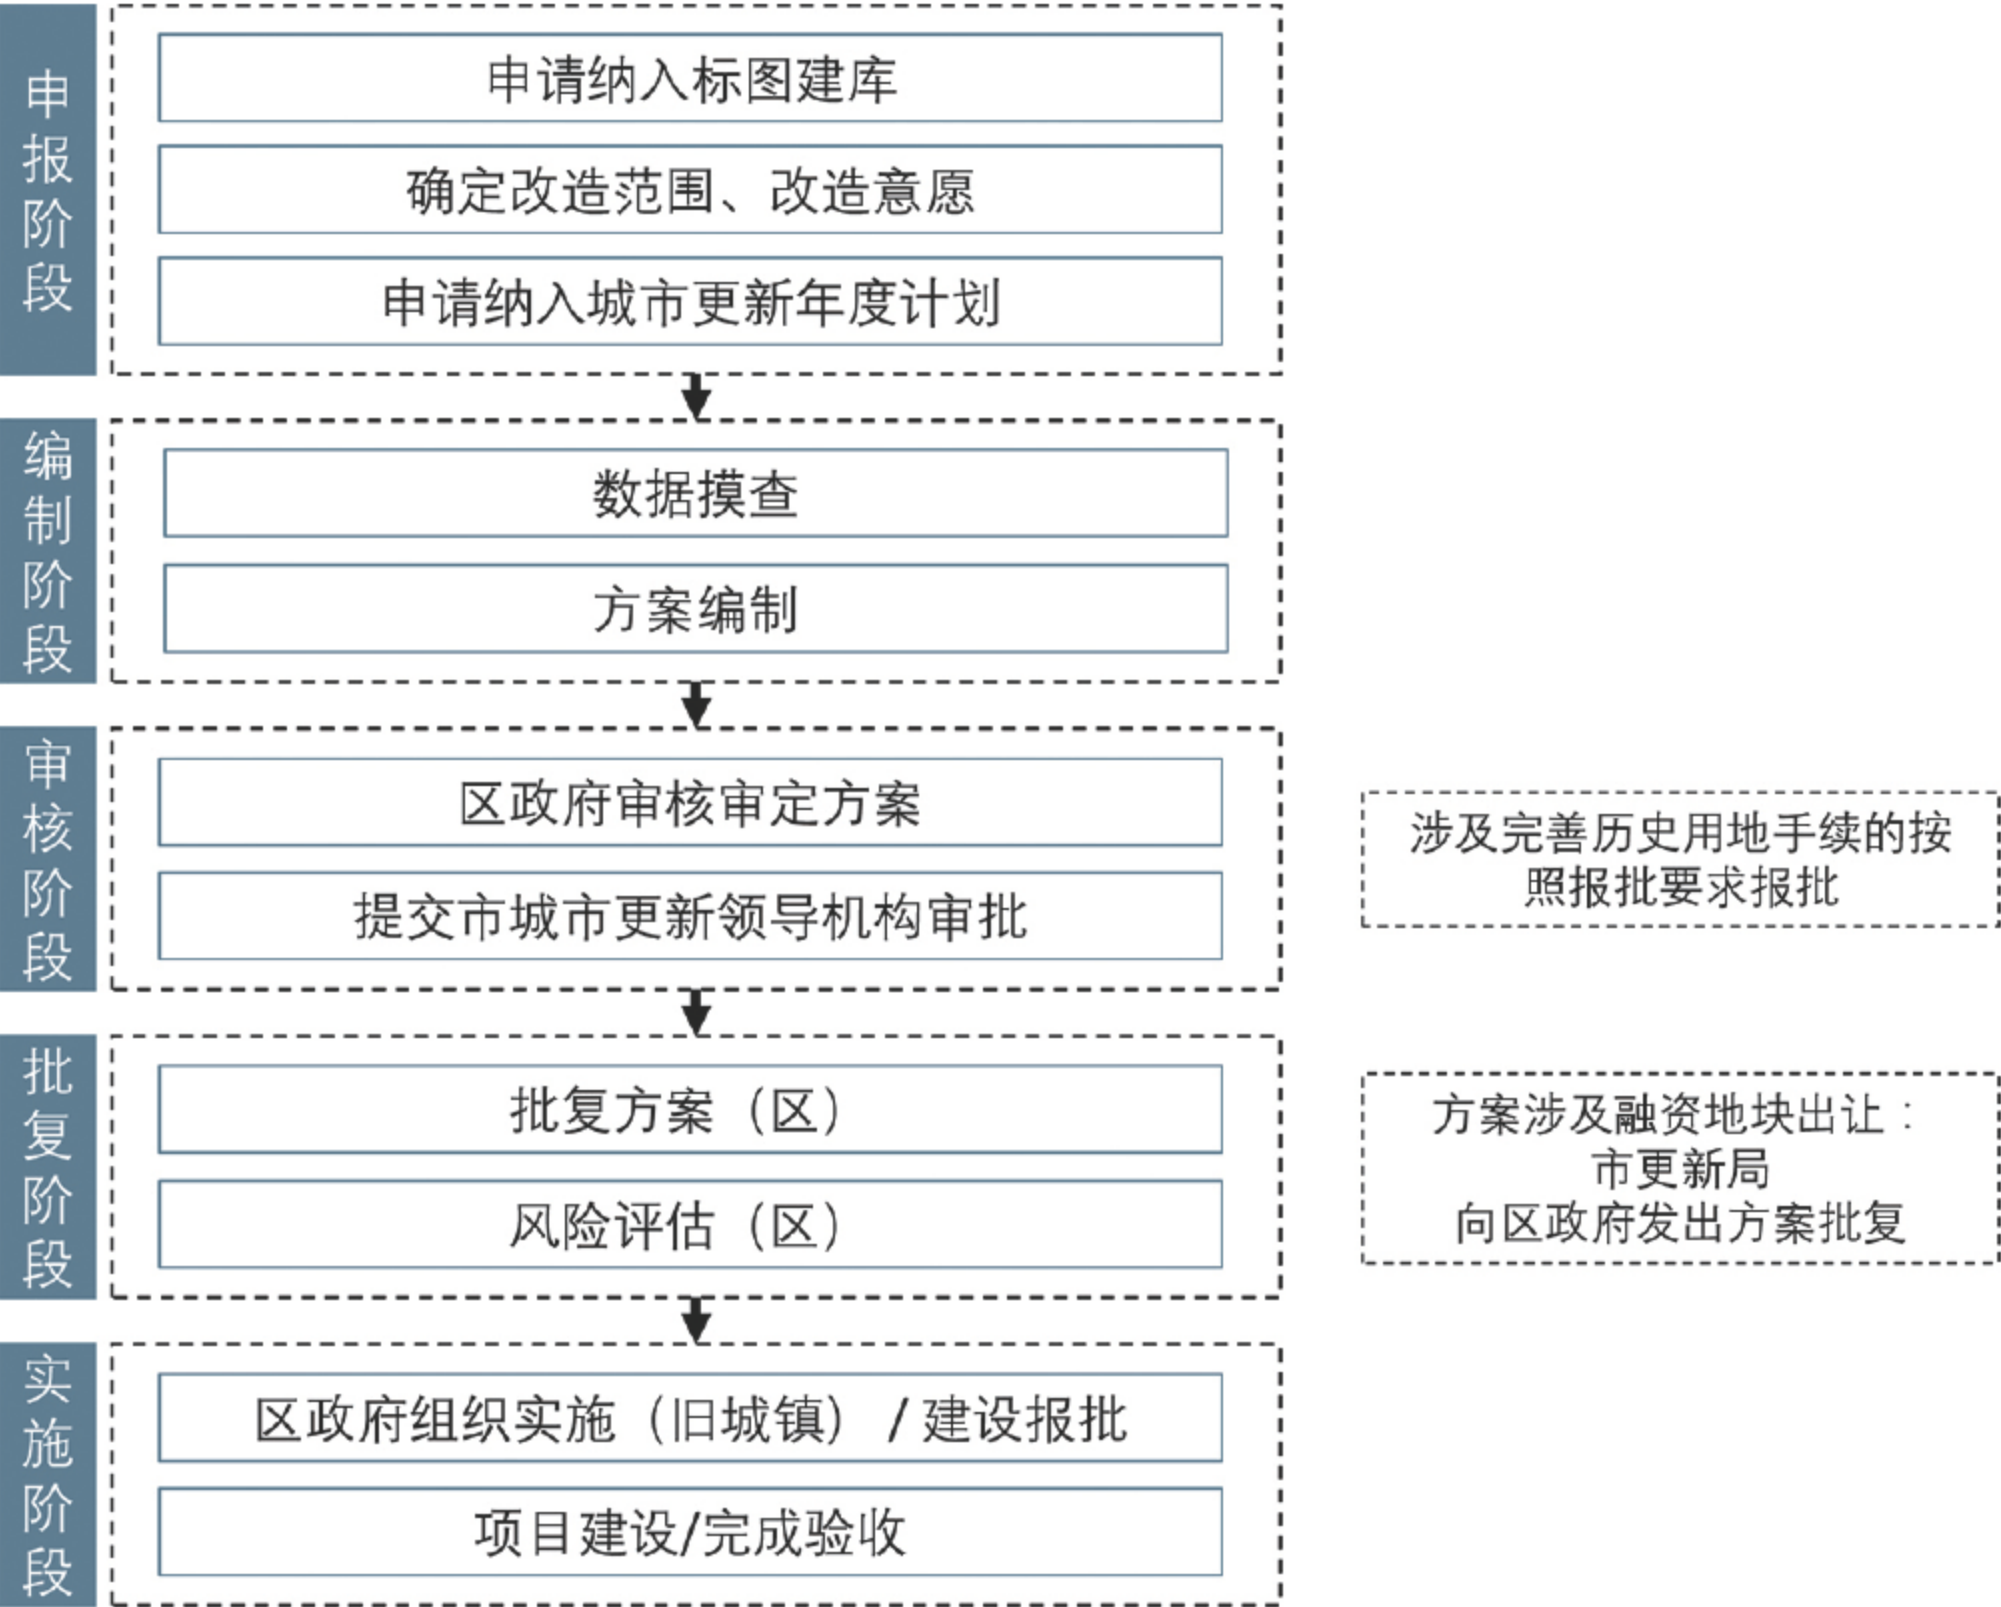 申报阶段
申请纳入标图建库
确定改造范围、改造意愿
申请纳入城市更新年度计划
编制阶段
数据摸查
方案编制
审核阶段
区政府审核审定方案
提交市城市更新领导机构审批
涉及完善历史用地手续的按
照报批要求报批
批复阶段
批复方案（区）
风险评估（区）
方案涉及融资地块出让：
市更新局
向区政府发出方案批复
实施阶段
区政府组织实施（旧城镇）/建设报批
项目建设/完成验收